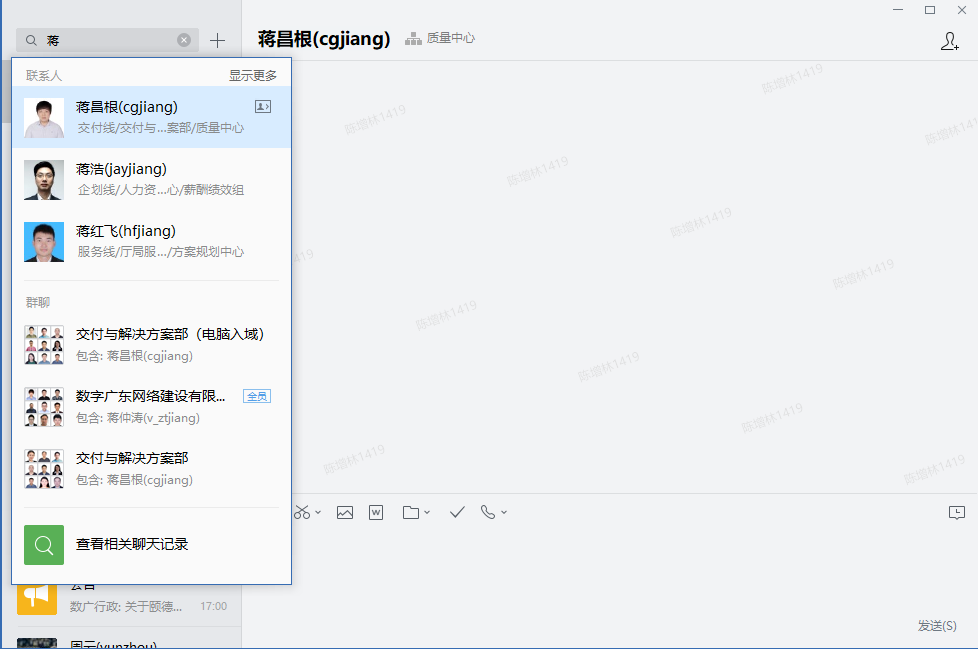 蒋
蒋昌根(cgjiang)
质量中心
联系人
显示更多
蒋昌根(cgjiang)
交付线/交付与...案部/质量中心
蒋浩(jayjiang)
企划线/人力资...心/薪酬绩效组
蒋红飞(hfjiang)
服务线/厅局服.../方案规划中心
群聊
交付与解决方案部（电脑入域）
包含: 蒋昌根(cgjiang)
数字广东网络建设有限...
全员
包含: 蒋仲涛(v_ztjiang)
交付与解决方案部
包含: 蒋昌根(cgjiang)
查看相关聊天记录
公告
数广行政: 关于颐德...
17:00
周云(yunzhou)
陈增林1419
陈增林1419
陈增林1419
陈增林1419
陈增林1419
陈增林1419
陈增林1419
陈增林1419
陈增林1419
陈增林1419
陈增林1419
W
发送(S)